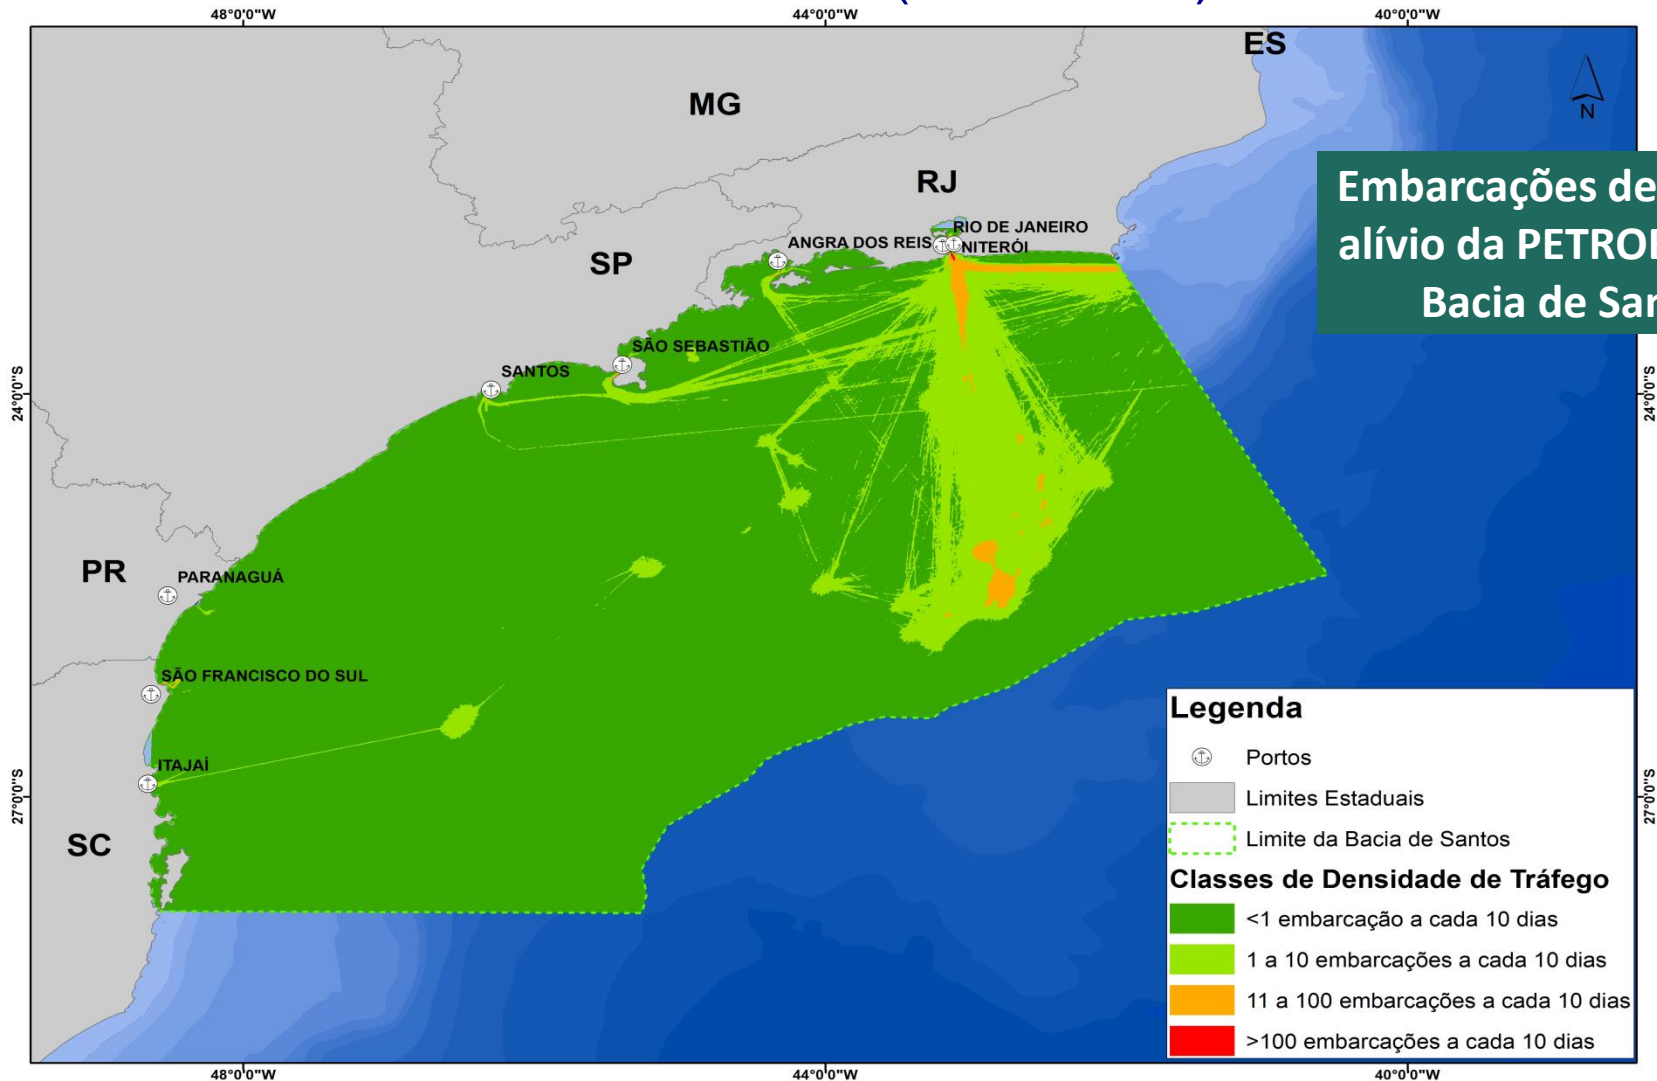 48°0'0"W
44°0'0"W
40°0'0"W
ES
N
MG
Embarcações de
alívio da
Bacia de
RJ
RIO DE JANEIRO
ANGRA DOS REIS
NITERÓI
SP
SÃO SEBASTIÃO
SANTOS
24°0'0"S
24°0'0"S
PR
PARANAGUÁ
SÃO FRANCISCO DO SUL
ITAJAÍ
27°0'0"S
27°0'0"S
SC
Legenda
Portos
Limites Estaduais
Limite da Bacia de Santos
Classes de Densidade de Tráfego
<1 embarcação a cada 10 dias
1 a 10 embarcações a cada 10 dias
11 a 100 embarcações a cada 10 dias
>100 embarcações a cada 10 dias
48°0'0"W
44°0'0"W
40°0'0"W